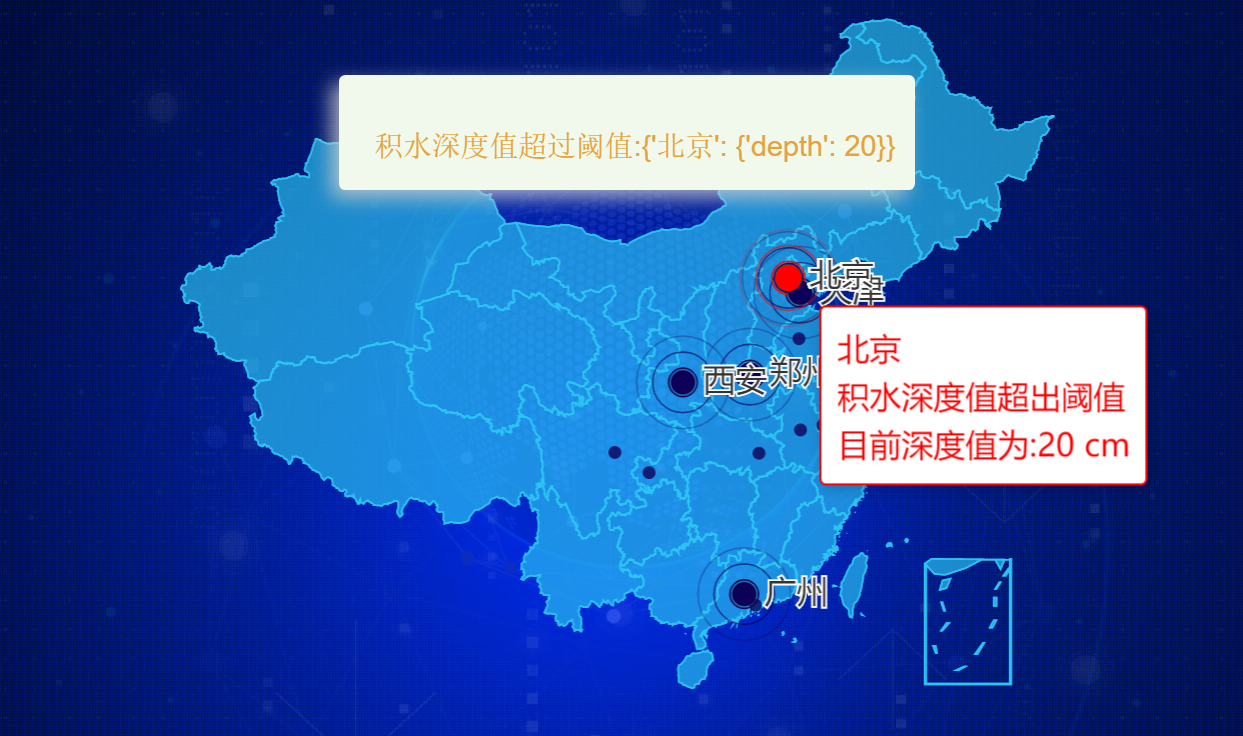 积水深度值超过阈值:{'北京': {'depth': 20}}
北京
天津
北京
积水深度值超出阈值
目前深度值为:20 cm
西安
郑州
广州